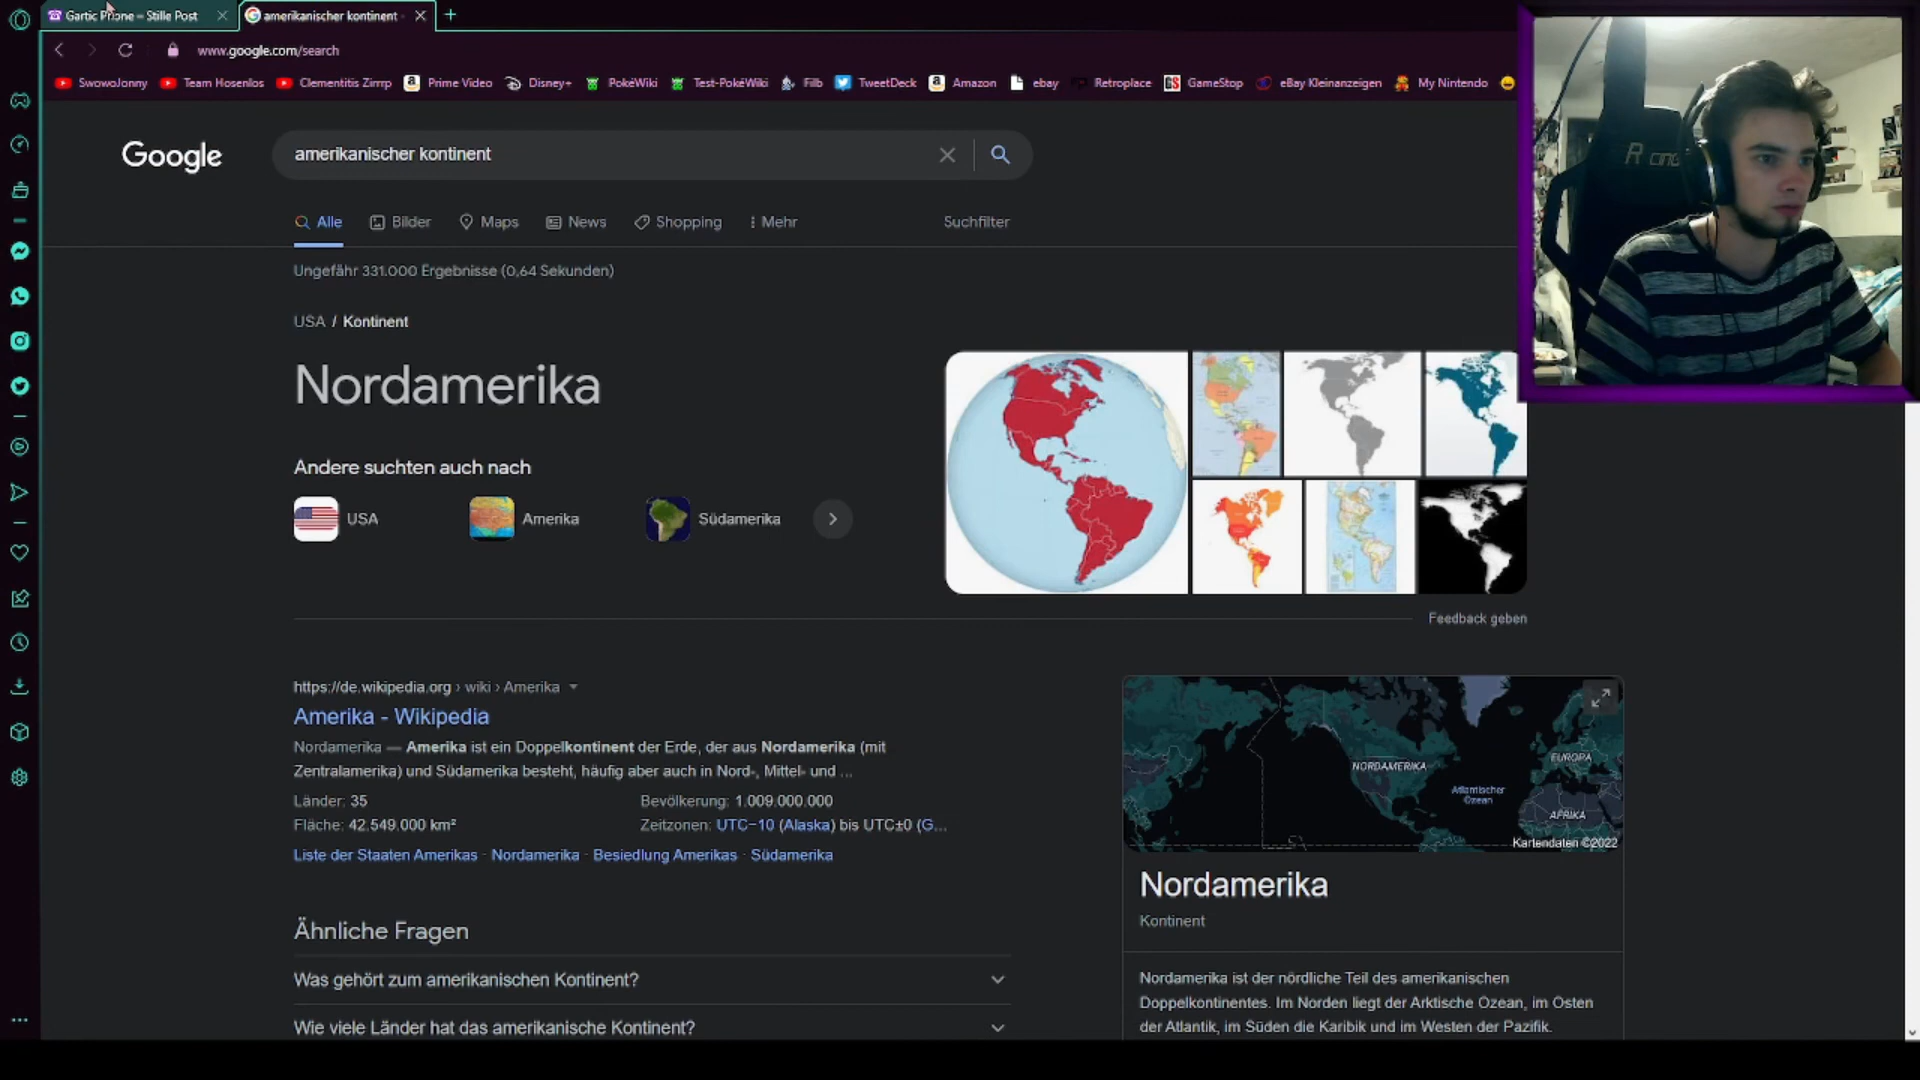 Gartic Phone – Stille Post
amerikanischer kontinent -
www.google.com/search
SwowoJonny
Team Hosenlos
Clementitis Zirrrp
Prime Video
Disney+
PokéWiki
Test-PokéWiki
Filb
TweetDeck
Amazon
ebay
Retroplace
GameStop
eBay Kleinanzeigen
My Nintendo
Google
amerikanischer kontinent
Alle
Bilder
Maps
News
Shopping
Mehr
Suchfilter
Ungefähr 331.000 Ergebnisse (0,64 Sekunden)
USA / Kontinent
Nordamerika
Andere suchten auch nach
USA
Amerika
Südamerika
Feedback geben
https://de.wikipedia.org › wiki › Amerika
Amerika - Wikipedia
Nordamerika — Amerika ist ein Doppelkontinent der Erde, der aus Nordamerika (mit
Zentralamerika) und Südamerika besteht, häufig aber auch in Nord-, Mittel- und ...
Länder: 35
Bevölkerung: 1.009.000.000
Fläche: 42.549.000 km²
Zeitzonen: UTC−10 (Alaska) bis UTC±0 (G...
Liste der Staaten Amerikas · Nordamerika · Besiedlung Amerikas · Südamerika
Ähnliche Fragen
Was gehört zum amerikanischen Kontinent?
Wie viele Länder hat das amerikanische Kontinent?
NORDAMERIKA
EUROPA
Atlantischer
Ozean
AFRIKA
Kartendaten ©2022
Nordamerika
Kontinent
Nordamerika ist der nördliche Teil des amerikanischen
Doppelkontinentes. Im Norden liegt der Arktische Ozean, im Osten
der Atlantik, im Süden die Karibik und im Westen der Pazifik.